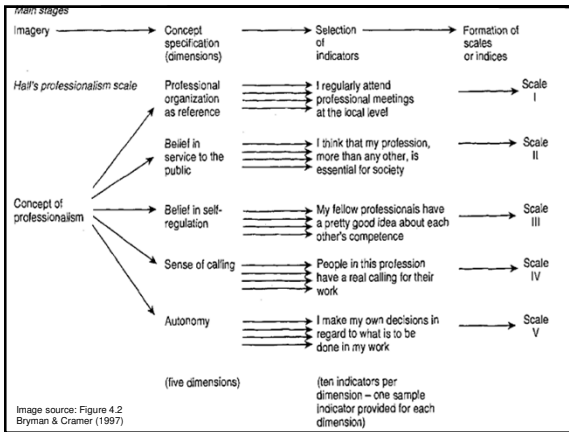 Main stages
Imagery
Concept
specification
(dimensions)
Selection
of
indicators
Formation of
scales
or indices
Hall's professionalism scale
Concept of
professionalism
Professional
organization
as reference
I regularly attend
professional meetings
at the local level
Scale
I
Belief in
service to the
public
I think that my profession,
more than any other, is
essential for society
Scale
II
Belief in self-
regulation
My fellow professionals have
a pretty good idea about each
other's competence
Scale
III
Sense of calling
People in this profession
have a real calling for their
work
Scale
IV
Autonomy
I make my own decisions in
regard to what is to be
done in my work
Scale
V
(five dimensions)
(ten indicators per
dimension – one sample
indicator provided for each
dimension)
Image source: Figure 4.2
Bryman & Cramer (1997)